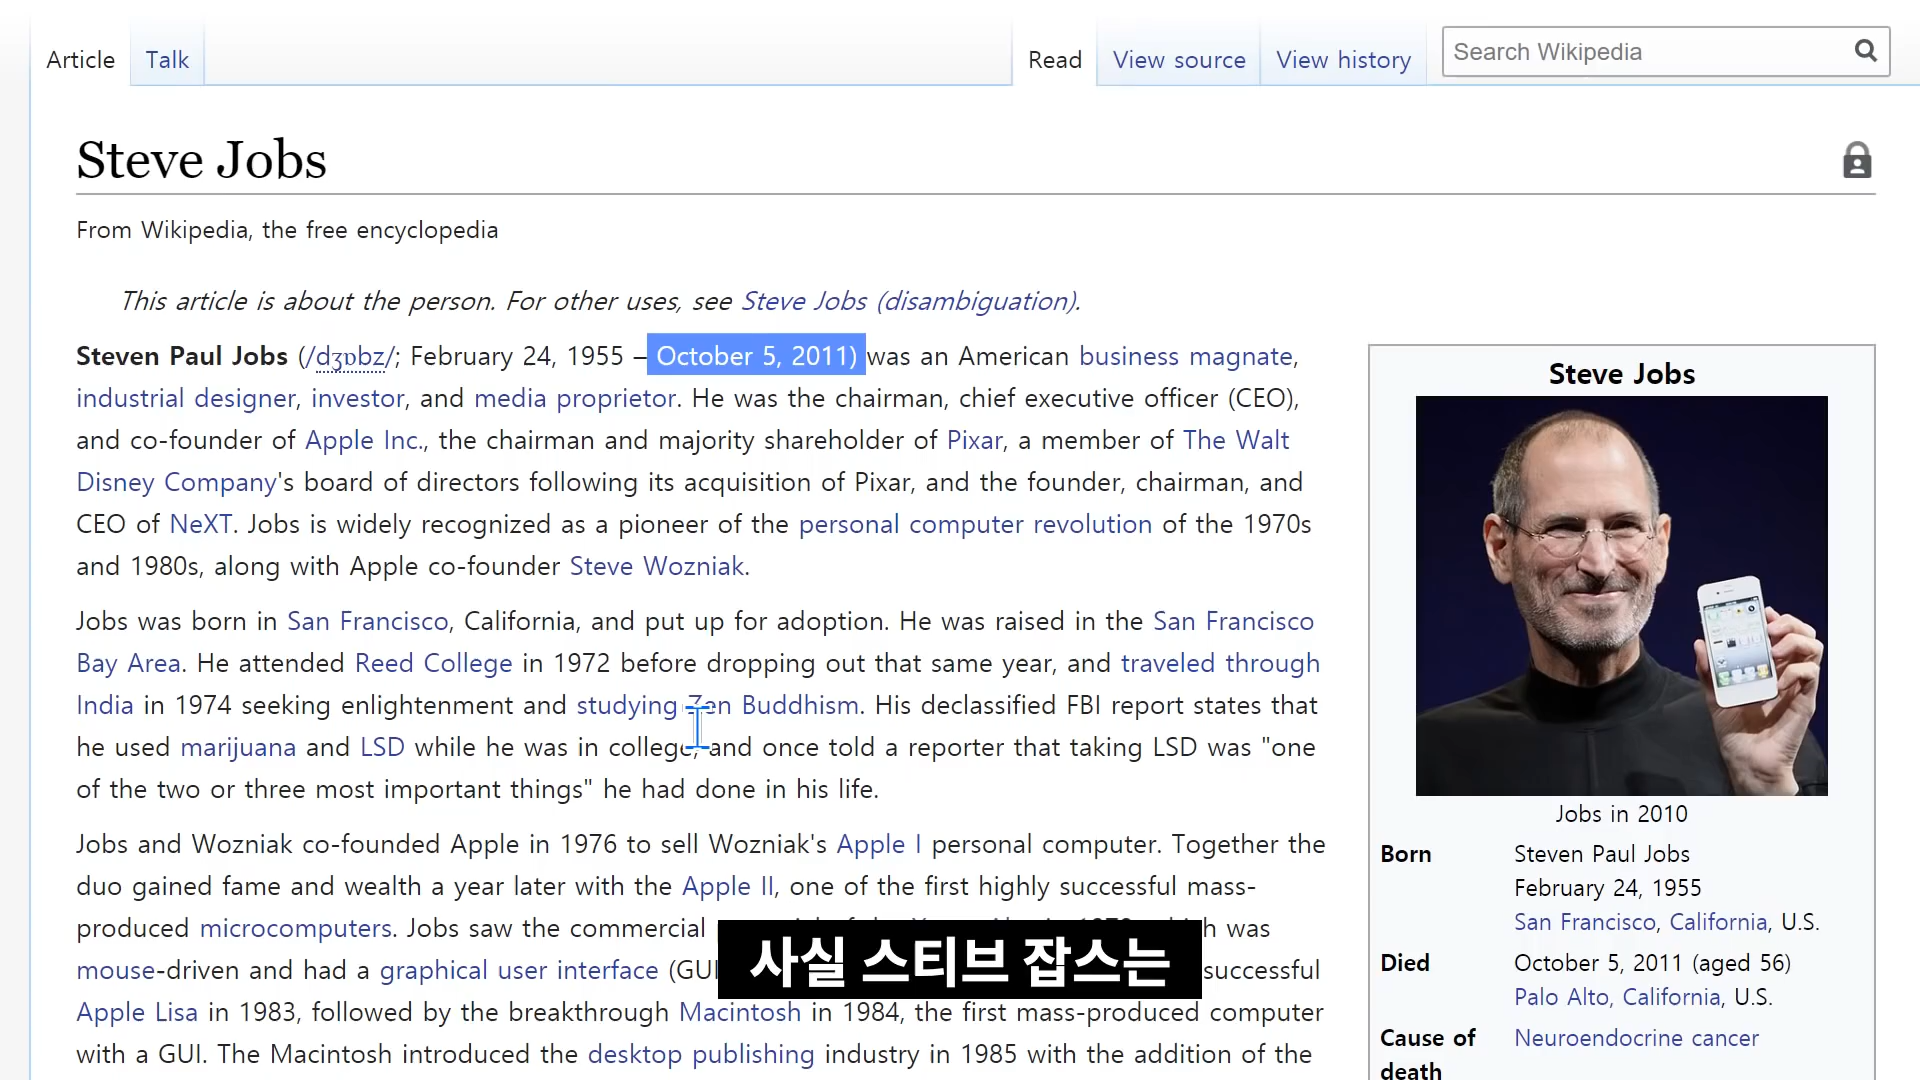 Article
Talk
Read
View source
View history
Search Wikipedia
Steve Jobs
From Wikipedia, the free encyclopedia
This article is about the person. For other uses, see Steve Jobs (disambiguation).
Steven Paul Jobs (/dʒɒbz/; February 24, 1955 – October 5, 2011) was an American business magnate,
industrial designer, investor, and media proprietor. He was the chairman, chief executive officer (CEO),
and co-founder of Apple Inc., the chairman and majority shareholder of Pixar, a member of The Walt
Disney Company's board of directors following its acquisition of Pixar, and the founder, chairman, and
CEO of NeXT. Jobs is widely recognized as a pioneer of the personal computer revolution of the 1970s
and 1980s, along with Apple co-founder Steve Wozniak.
Jobs was born in San Francisco, California, and put up for adoption. He was raised in the San Francisco
Bay Area. He attended Reed College in 1972 before dropping out that same year, and traveled through
India in 1974 seeking enlightenment and studying Zen Buddhism. His declassified FBI report states that
he used marijuana and LSD while he was in college, and once told a reporter that taking LSD was "one
of the two or three most important things" he had done in his life.
Jobs and Wozniak co-founded Apple in 1976 to sell Wozniak's Apple I personal computer. Together the
duo gained fame and wealth a year later with the Apple II, one of the first highly successful mass-
produced microcomputers. Jobs saw the commercial was
mouse-driven and had a graphical user interface (GUI successful
Apple Lisa in 1983, followed by the breakthrough Macintosh in 1984, the first mass-produced computer
with a GUI. The Macintosh introduced the desktop publishing industry in 1985 with the addition of the
사실 스티브 잡스는
Steve Jobs
Jobs in 2010
Born Steven Paul Jobs
February 24, 1955
San Francisco, California, U.S.
Died October 5, 2011 (aged 56)
Palo Alto, California, U.S.
Cause of Neuroendocrine cancer
death